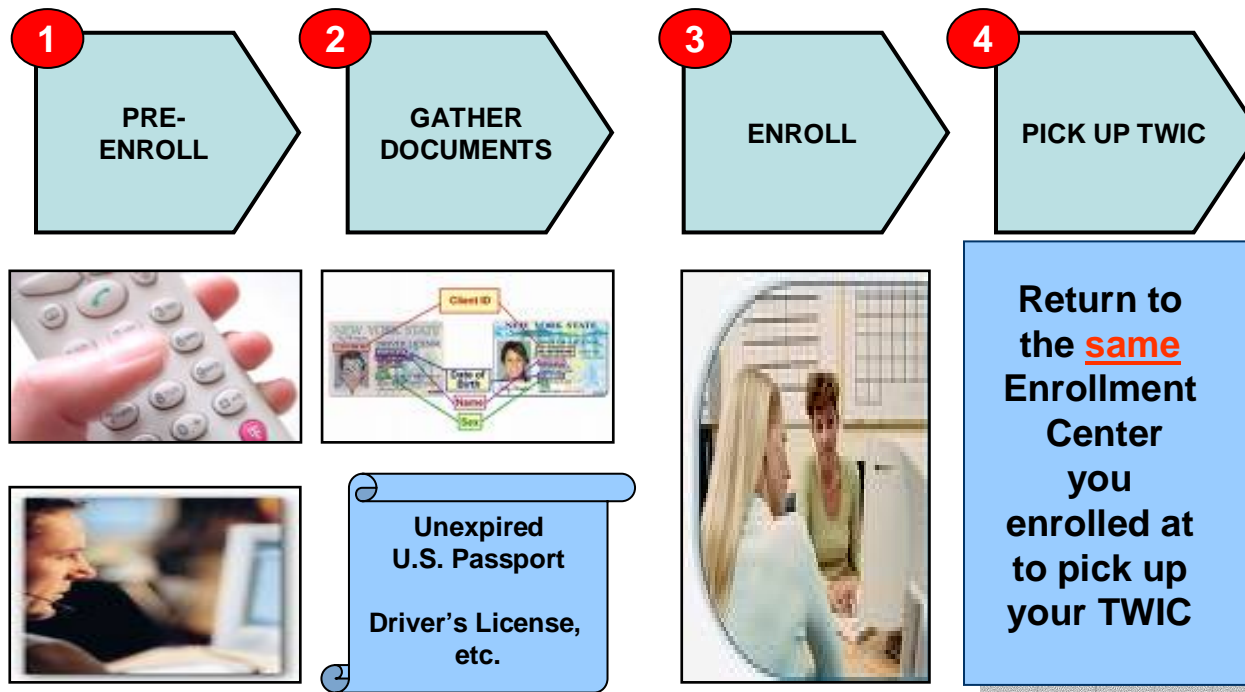 1
PRE-
ENROLL
2
GATHER
DOCUMENTS
3
ENROLL
4
PICK UP TWIC
Client ID
NEW YORK STATE
NEW YORK STATE
Date of
Birth
Name
Sex
Unexpired
U.S. Passport
Driver’s License,
etc.
Return to
the same
Enrollment
Center
you
enrolled at
to pick up
your TWIC